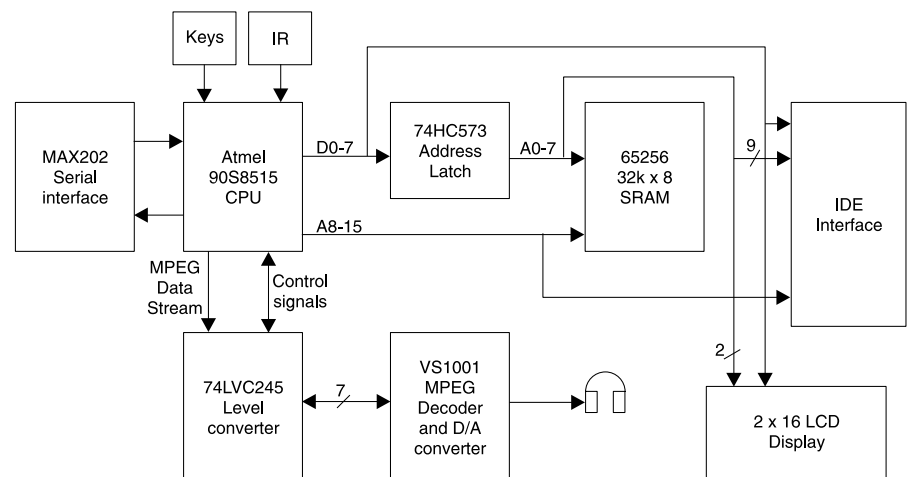 Keys
IR
MAX202
Serial
interface
Atmel
90S8515
CPU
D0-7
74HC573
Address
Latch
A0-7
65256
32k x 8
SRAM
9
IDE
Interface
A8-15
MPEG
Data
Stream
Control
signals
2
74LVC245
Level
converter
7
VS1001
MPEG
Decoder
and D/A
converter
2 x 16 LCD
Display